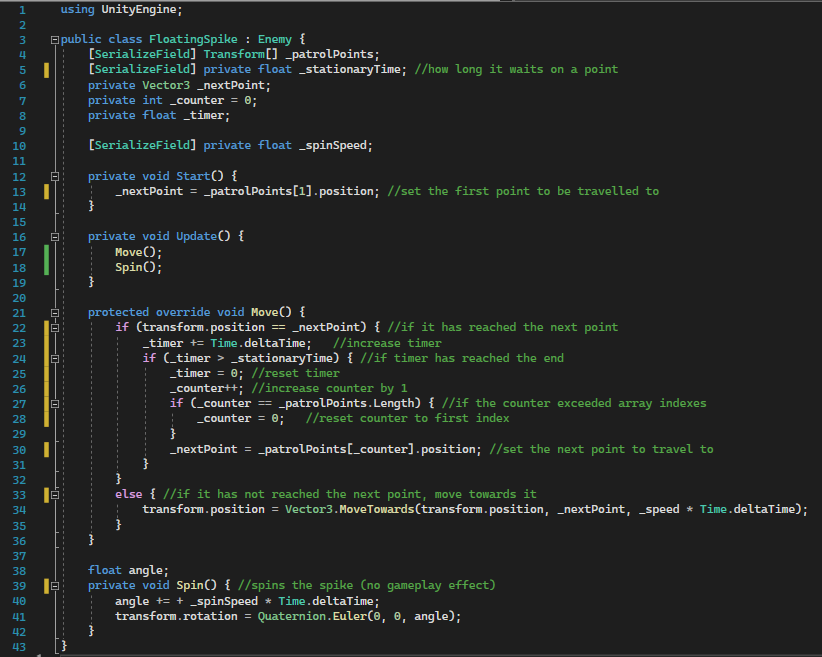 1 using UnityEngine;
2
3 public class FloatingSpike : Enemy {
4 [SerializeField] Transform[] _patrolPoints;
5 [SerializeField] private float _stationaryTime; //how long it waits on a point
6 private Vector3 _nextPoint;
7 private int _counter = 0;
8 private float _timer;
9
10 [SerializeField] private float _spinSpeed;
11
12 private void Start() {
13 _nextPoint = _patrolPoints[1].position; //set the first point to be travelled to
14 }
15
16 private void Update() {
17 Move();
18 Spin();
19 }
20
21 protected override void Move() {
22 if (transform.position == _nextPoint) { //if it has reached the next point
23 _timer += Time.deltaTime; //increase timer
24 if (_timer > _stationaryTime) { //if timer has reached the end
25 _timer = 0; //reset timer
26 _counter++; //increase counter by 1
27 if (_counter == _patrolPoints.Length) { //if the counter exceeded array indexes
28 _counter = 0; //reset counter to first index
29 }
30 _nextPoint = _patrolPoints[_counter].position; //set the next point to travel to
31 }
32 }
33 else { //if it has not reached the next point, move towards it
34 transform.position = Vector3.MoveTowards(transform.position, _nextPoint, _speed * Time.deltaTime);
35 }
36 }
37
38 float angle;
39 private void Spin() { //spins the spike (no gameplay effect)
40 angle += + _spinSpeed * Time.deltaTime;
41 transform.rotation = Quaternion.Euler(0, 0, angle);
42 }
43 }